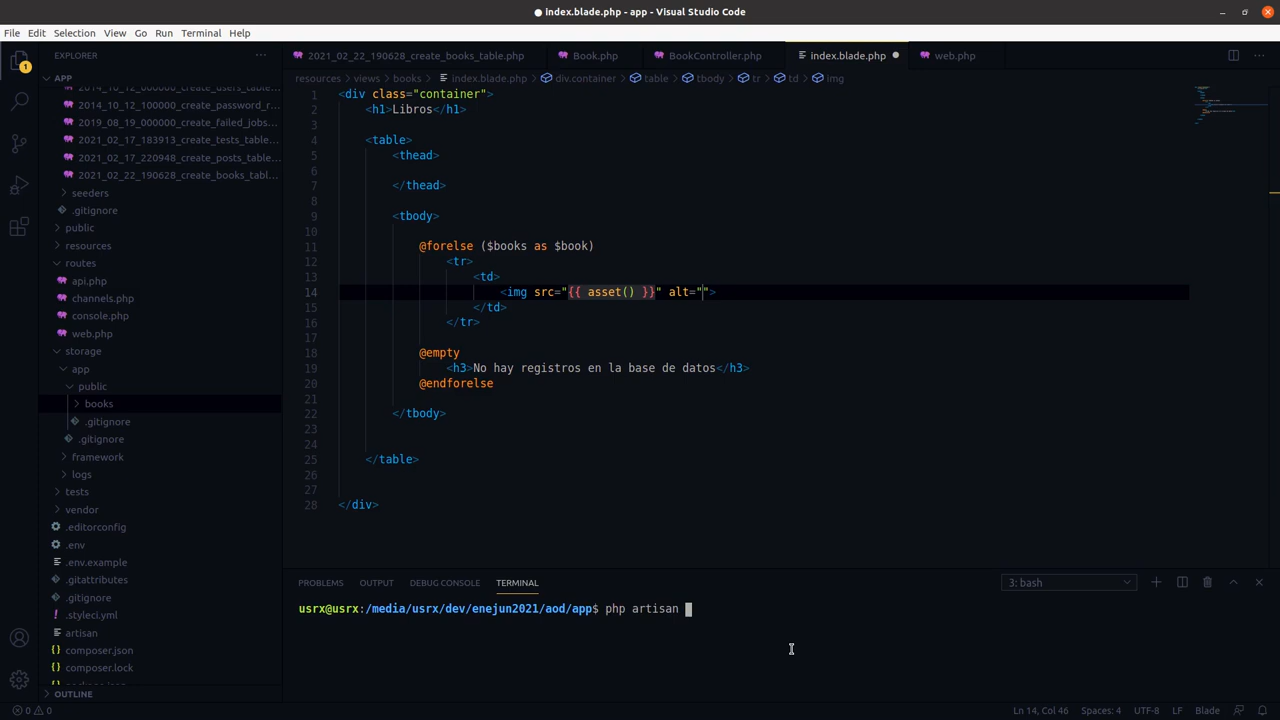 index.blade.php - app - Visual Studio Code
File Edit Selection View Go Run Terminal Help
EXPLORER
2021_02_22_190628_create_books_table.php
Book.php
BookController.php
index.blade.php
web.php
1
APP
resources > views > books > index.blade.php > div.container > table > tbody > tr > td > img
2014_10_12_000000_create_users_table...
2014_10_12_100000_create_password_r...
2019_08_19_000000_create_failed_jobs...
2021_02_17_183913_create_tests_table...
2021_02_17_220948_create_posts_table...
2021_02_22_190628_create_books_tabl...
seeders
.gitignore
public
resources
routes
api.php
channels.php
console.php
web.php
storage
app
public
books
.gitignore
.gitignore
framework
logs
tests
vendor
.editorconfig
.env
.env.example
.gitattributes
.gitignore
.styleci.yml
artisan
composer.json
composer.lock
OUTLINE
1 <div class="container">
2 <h1>Libros</h1>
3
4 <table>
5 <thead>
6
7 </thead>
8
9 <tbody>
10
11 @forelse ($books as $book)
12 <tr>
13 <td>
14 <img src="{{ asset() }}" alt="">
15 </td>
16 </tr>
17
18 @empty
19 <h3>No hay registros en la base de datos</h3>
20 @endforelse
21
22 </tbody>
23
24
25 </table>
26
27
28 </div>
PROBLEMS OUTPUT DEBUG CONSOLE TERMINAL
3: bash
usrx@usrx:/media/usrx/dev/enejun2021/aod/app$ php artisan
0 0
Ln 14, Col 46 Spaces: 4 UTF-8 LF Blade